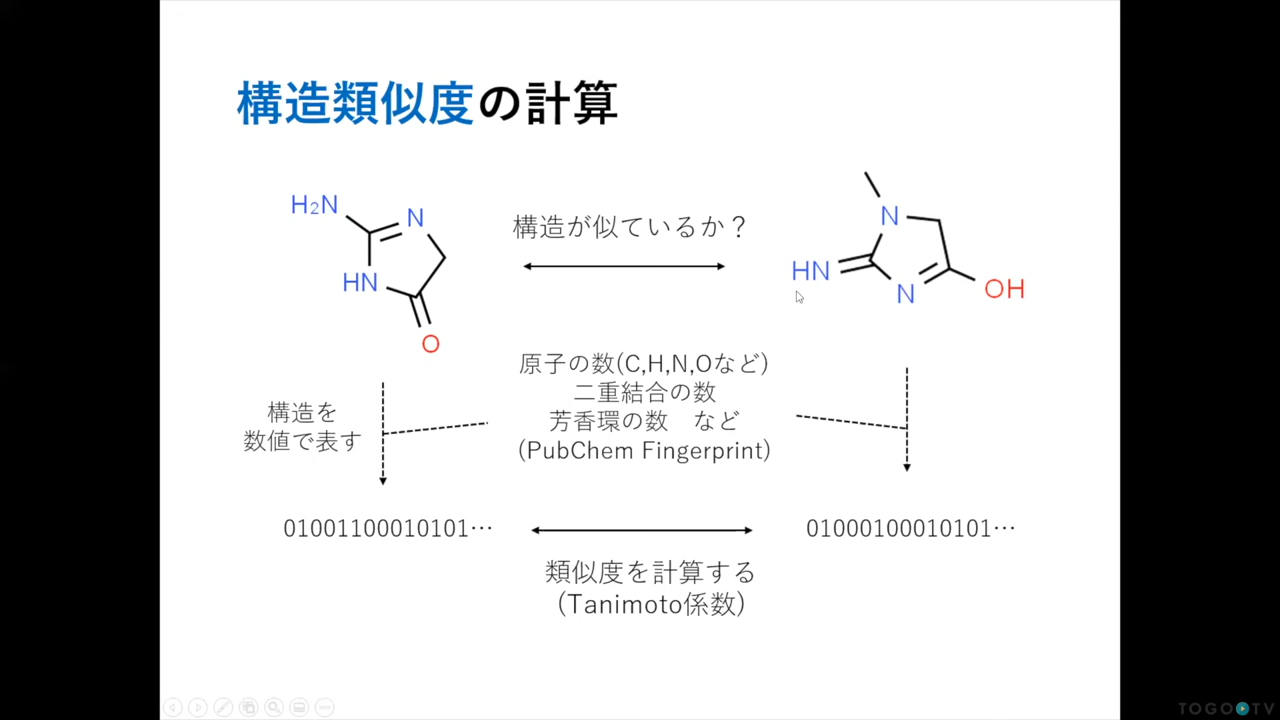 構造類似度の計算
H₂N
N
HN
O
構造が似ているか？
N
HN
N
OH
原子の数(C,H,N,Oなど)
二重結合の数
芳香環の数　など
(PubChem Fingerprint)
構造を
数値で表す
01001100010101…
01000100010101…
類似度を計算する
(Tanimoto係数)
TOGO TV